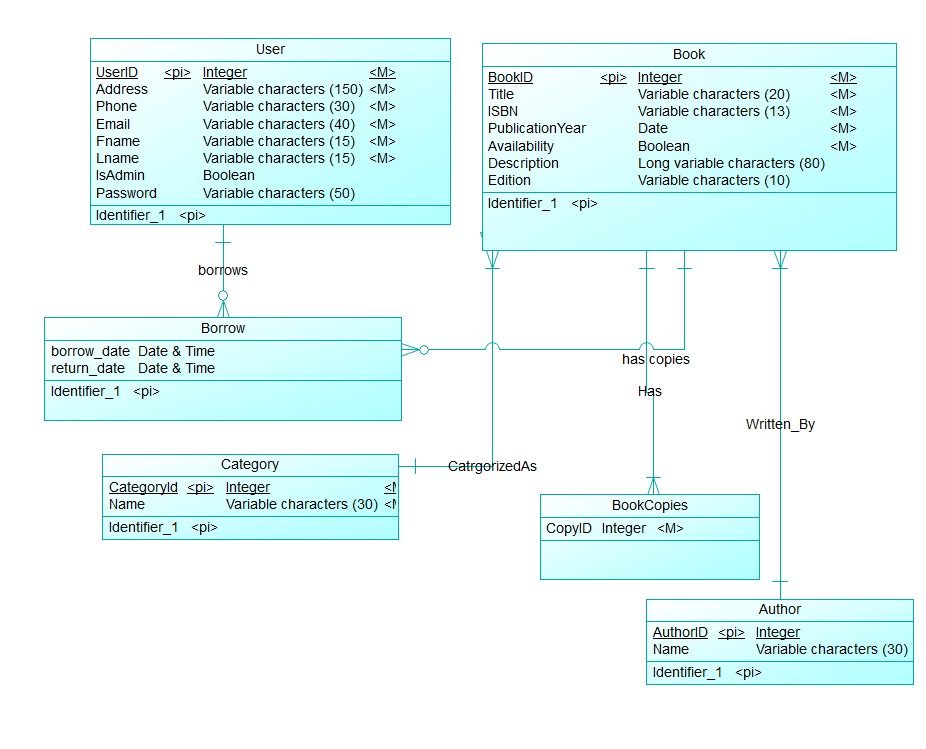 User
UserID <pi> Integer <M>
Address Variable characters (150) <M>
Phone Variable characters (30) <M>
Email Variable characters (40) <M>
Fname Variable characters (15) <M>
Lname Variable characters (15) <M>
IsAdmin Boolean
Password Variable characters (50)
Identifier_1 <pi>
Book
BookID <pi> Integer <M>
Title Variable characters (20) <M>
ISBN Variable characters (13) <M>
PublicationYear Date <M>
Availability Boolean <M>
Description Long variable characters (80)
Edition Variable characters (10)
Identifier_1 <pi>
borrows
Borrow
borrow_date Date & Time
return_date Date & Time
Identifier_1 <pi>
has copies
Has
Written_By
CatrgorizedAs
Category
CategoryId <pi> Integer
Name Variable characters (30)
Identifier_1 <pi>
BookCopies
CopyID Integer <M>
Author
AuthorID <pi> Integer
Name Variable characters (30)
Identifier_1 <pi>